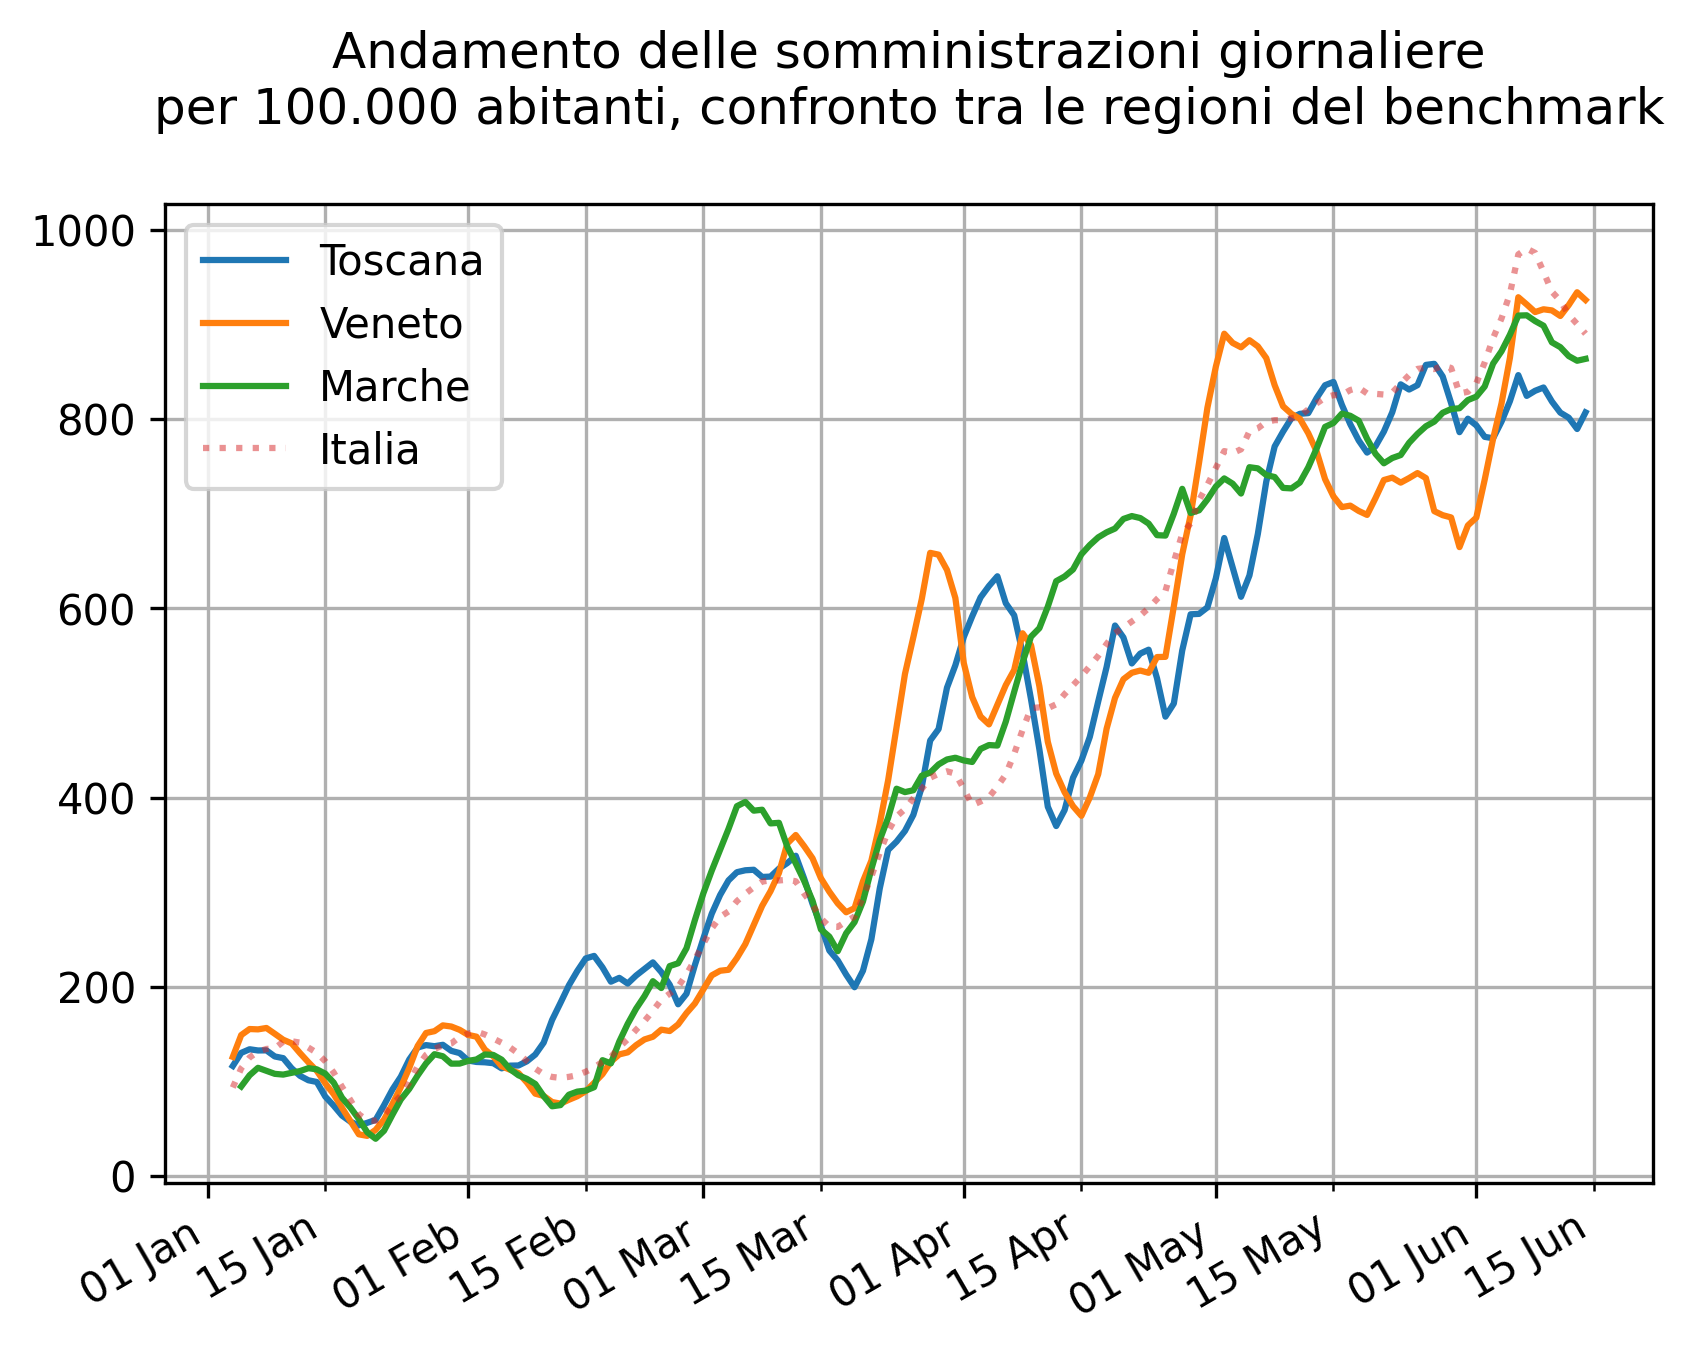 Andamento delle somministrazioni giornaliere
per 100.000 abitanti, confronto tra le regioni del benchmark
1000
800
600
400
200
0
Toscana
Veneto
Marche
Italia
01 Jan
15 Jan
01 Feb
15 Feb
01 Mar
15 Mar
01 Apr
15 Apr
01 May
15 May
01 Jun
15 Jun